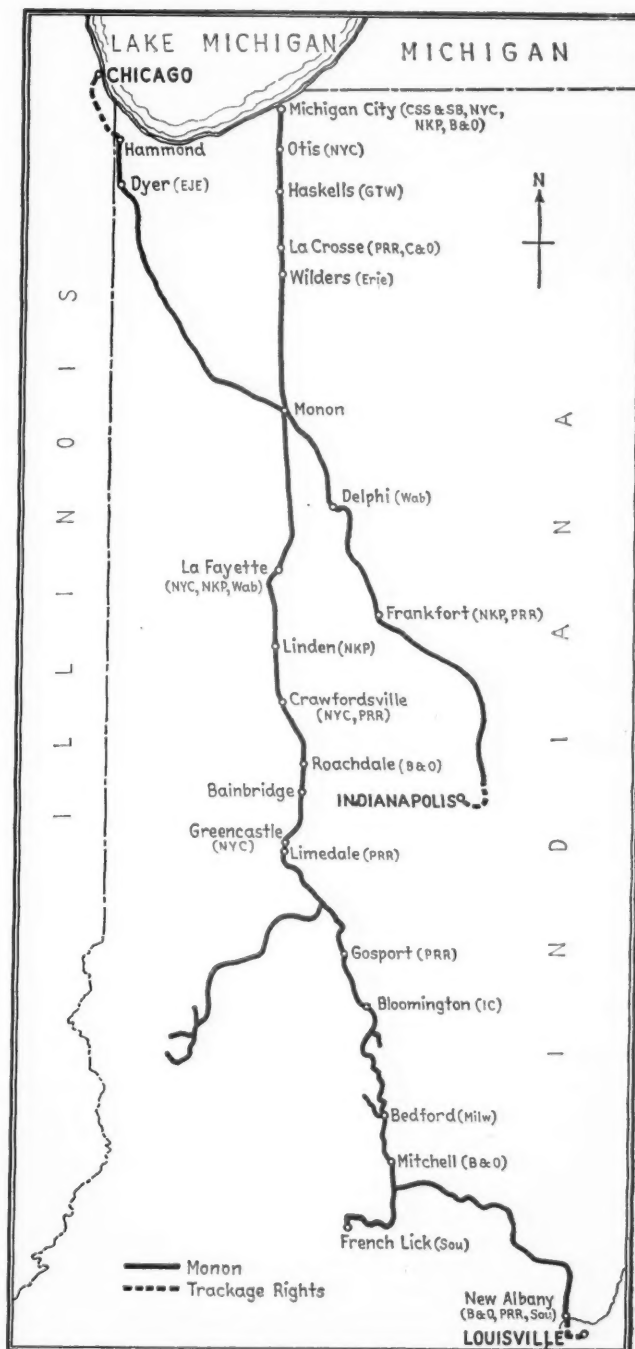 LAKE MICHIGAN
MICHIGAN
CHICAGO
Michigan City (CSS & SB, NYC,
NKP, B&O)
Hammond
Otis (NYC)
Dyer (EJE)
Haskells (GTW)
N
La Crosse (PRR, C&O)
Wilders (Erie)
ILLINOIS
Monon
INDIANA
Delphi (Wab)
La Fayette
(NYC, NKP, Wab)
Frankfort (NKP, PRR)
Linden (NKP)
Crawfordsville
(NYC, PRR)
Roachdale (B&O)
Bainbridge
INDIANAPOLIS
Greencastle
(NYC)
Limedale (PRR)
Gosport (PRR)
Bloomington (IC)
Bedford (Milw)
Mitchell (B&O)
French Lick (Sou)
Monon
Trackage Rights
New Albany
(B&O, PRR, Sou)
LOUISVILLE